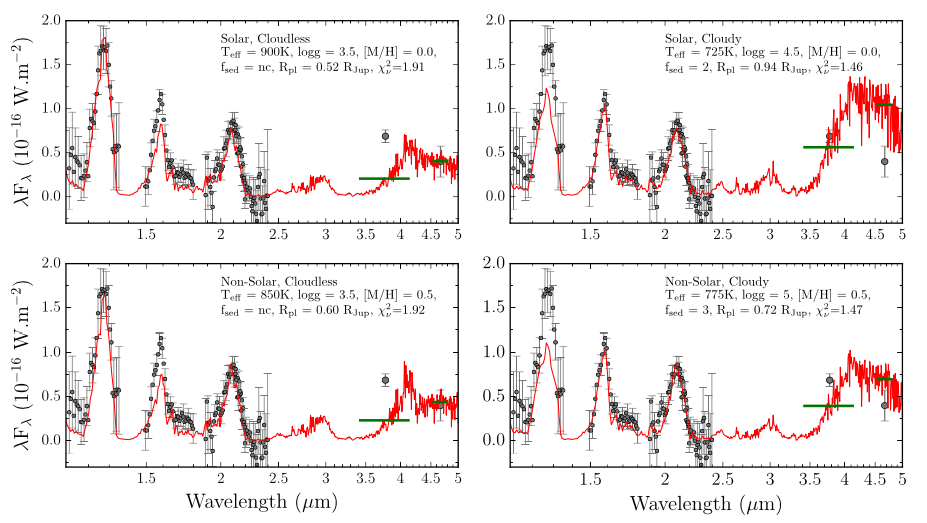 Solar, Cloudless
T_eff = 900K, logg = 3.5, [M/H] = 0.0,
f_sed = nc, R_pl = 0.52 R_Jup, χ²_ν=1.91
2.0
1.5
1.0
0.5
0.0
λF_λ (10⁻¹⁶ W.m⁻²)
1.5 2 2.5 3 3.5 4 4.5 5
Solar, Cloudy
T_eff = 725K, logg = 4.5, [M/H] = 0.0,
f_sed = 2, R_pl = 0.94 R_Jup, χ²_ν=1.46
2.0
1.5
1.0
0.5
0.0
1.5 2 2.5 3 3.5 4 4.5 5
Non-Solar, Cloudless
T_eff = 850K, logg = 3.5, [M/H] = 0.5,
f_sed = nc, R_pl = 0.60 R_Jup, χ²_ν=1.92
2.0
1.5
1.0
0.5
0.0
λF_λ (10⁻¹⁶ W.m⁻²)
1.5 2 2.5 3 3.5 4 4.5 5
Wavelength (μm)
Non-Solar, Cloudy
T_eff = 775K, logg = 5, [M/H] = 0.5,
f_sed = 3, R_pl = 0.72 R_Jup, χ²_ν=1.47
2.0
1.5
1.0
0.5
0.0
1.5 2 2.5 3 3.5 4 4.5 5
Wavelength (μm)